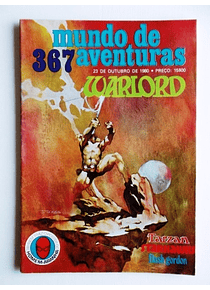 mundo de
367 aventuras
23 DE OUTUBRO DE 1980 • PREÇO: 15$00
WARLORD
Tarzan
flash gordon